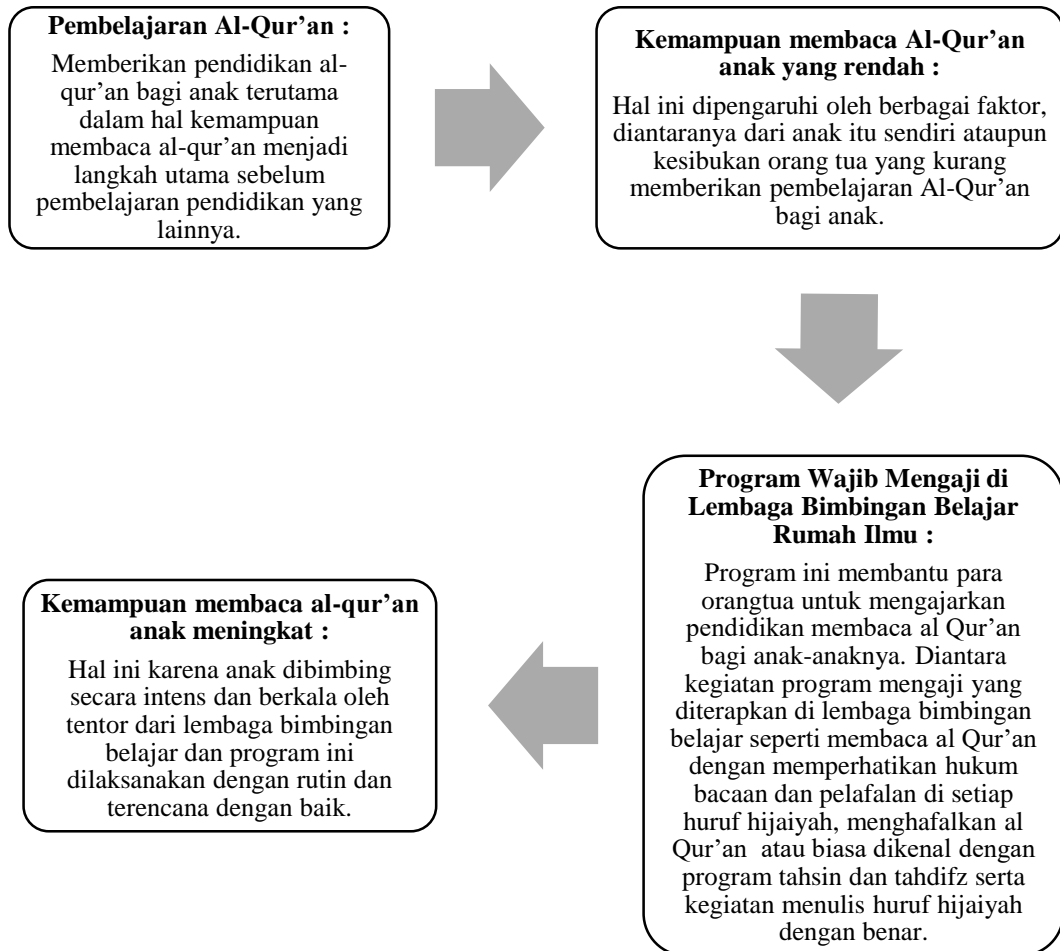 Pembelajaran Al-Qur’an :
Memberikan pendidikan al-
qur’an bagi anak terutama
dalam hal kemampuan
membaca al-qur’an menjadi
langkah utama sebelum
pembelajaran pendidikan yang
lainnya.
Kemampuan membaca Al-Qur’an
anak yang rendah :
Hal ini dipengaruhi oleh berbagai faktor,
diantaranya dari anak itu sendiri ataupun
kesibukan orang tua yang kurang
memberikan pembelajaran Al-Qur’an
bagi anak.
Program Wajib Mengaji di
Lembaga Bimbingan Belajar
Rumah Ilmu :
Program ini membantu para
orangtua untuk mengajarkan
pendidikan membaca al Qur’an
bagi anak-anaknya. Diantara
kegiatan program mengaji yang
diterapkan di lembaga bimbingan
belajar seperti membaca al Qur’an
dengan memperhatikan hukum
bacaan dan pelafalan di setiap
huruf hijaiyah, menghafalkan al
Qur’an  atau biasa dikenal dengan
program tahsin dan tahdifz serta
kegiatan menulis huruf hijaiyah
dengan benar.
Kemampuan membaca al-qur’an
anak meningkat :
Hal ini karena anak dibimbing
secara intens dan berkala oleh
tentor dari lembaga bimbingan
belajar dan program ini
dilaksanakan dengan rutin dan
terencana dengan baik.